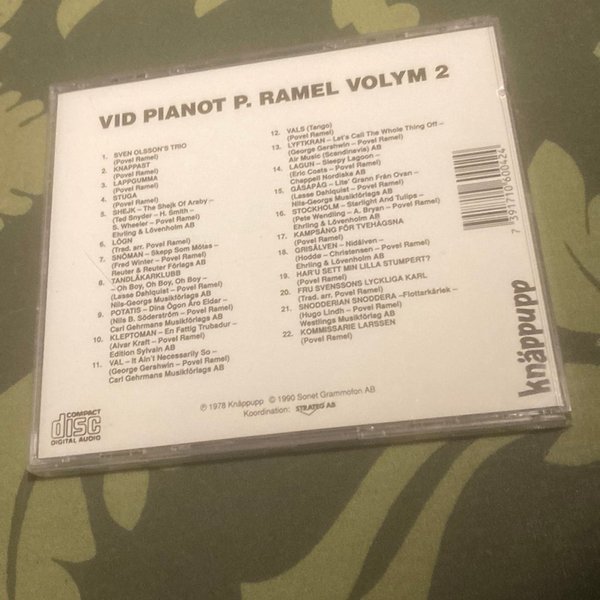 VID PIANOT P. RAMEL VOLYM 2
1. SVEN OLSSON'S TRIO
(Povel Ramel)
2. KNAPPAST
(Povel Ramel)
3. LAPPGUMMA
(Povel Ramel)
4. STUGA
(Povel Ramel)
5. SHEJK – The Shejk Of Araby –
(Ted Snyder – H. Smith –
S. Wheeler – Povel Ramel)
Ehrling & Lövenholm AB
6. LÖGN
(Trad. arr. Povel Ramel)
7. SNÖMAN – Skepp Som Mötas –
(Fred Winter – Povel Ramel)
Reuter & Reuter Förlags AB
8. TANDLÄKARKLUBB
– Oh Boy, Oh Boy, Oh Boy –
(Lasse Dahlquist – Povel Ramel)
Nils-Georgs Musikförlags AB
9. POTATIS – Dina Ögon Äro Eldar –
(Nils B. Söderström – Povel Ramel)
Carl Gehrmans Musikförlags AB
10. KLEPTOMAN – En Fattig Trubadur –
(Alvar Kraft – Povel Ramel)
Edition Sylvain AB
11. VAL – It Ain't Necessarily So –
(George Gershwin – Povel Ramel)
Carl Gehrmans Musikförlags AB
12. VALS (Tango)
(Povel Ramel)
13. LYFTKRAN – Let's Call The Whole Thing Off –
(George Gershwin – Povel Ramel)
Air Music (Scandinavia) AB
14. LAGUN – Sleepy Lagoon –
(Eric Coats – Povel Ramel)
Chappell Nordiska AB
15. GÅSAPÅG – Lite' Grann Från Ovan –
(Lasse Dahlquist – Povel Ramel)
Nils-Georgs Musikförlags AB
16. STOCKHOLM – Starlight And Tulips –
(Pete Wendling – A. Bryan – Povel Ramel)
Ehrling & Lövenholm AB
17. KAMPSÅNG FÖR TVEHÅGSNA
(Povel Ramel)
18. GRISÄLVEN – Nidälven –
(Hodde – Christensen – Povel Ramel)
Ehrling & Lövenholm AB
19. HAR'U SETT MIN LILLA STUMPERT?
(Povel Ramel)
20. FRU SVENSSONS LYCKLIGA KARL
(Trad. arr. Povel Ramel)
21. SNODDERIAN SNODDERA –Flottarkärlek –
(Hugo Lindh – Povel Ramel)
Westlings Musikförlag AB
22. KOMMISSARIE LARSSEN
(Povel Ramel)
7 391710 600424
knäppupp
℗ 1978 Knäppupp © 1990 Sonet Grammofon AB
Koordination: STRATEG AB
COMPACT
disc
DIGITAL AUDIO